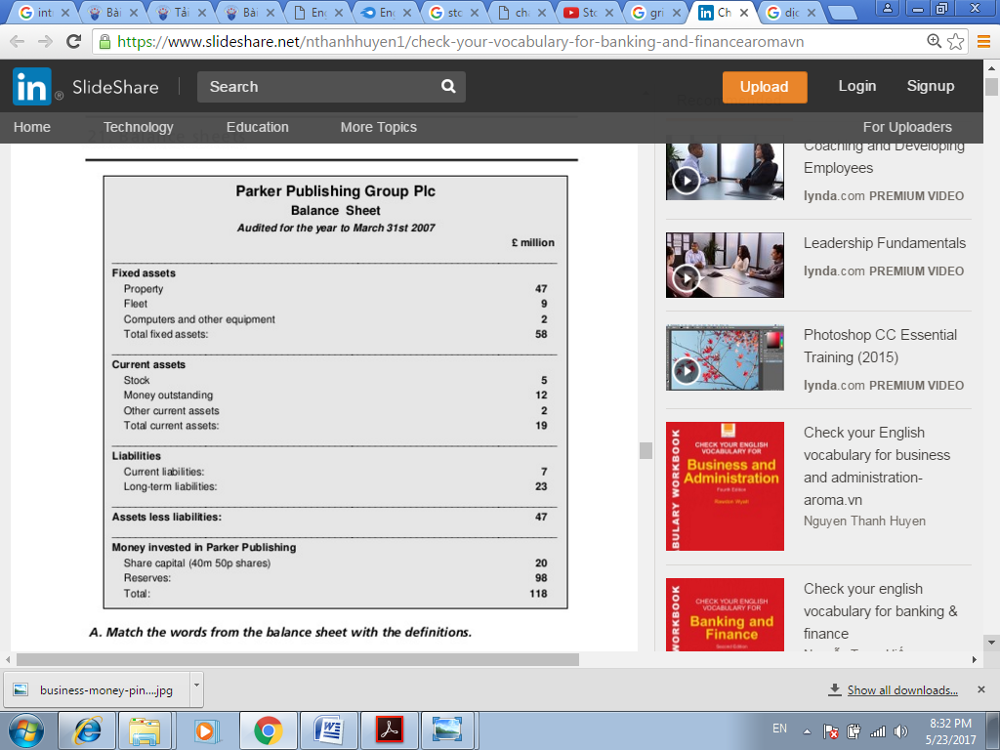 inti
Bài
Tải
Bài
Eng
Eng
stc
cha
Stc
gri
Ch
dịc
https://www.slideshare.net/nthanhhuyen1/check-your-vocabulary-for-banking-and-financearomavn
in ® SlideShare
Search
Upload
Login
Signup
Home
Technology
Education
More Topics
For Uploaders
Parker Publishing Group Plc
Balance Sheet
Audited for the year to March 31st 2007
£ million
Fixed assets
Property 47
Fleet 9
Computers and other equipment 2
Total fixed assets: 58
Current assets
Stock 5
Money outstanding 12
Other current assets 2
Total current assets: 19
Liabilities
Current liabilities: 7
Long-term liabilities: 23
Assets less liabilities: 47
Money invested in Parker Publishing
Share capital (40m 50p shares) 20
Reserves: 98
Total: 118
A. Match the words from the balance sheet with the definitions.
Coaching and Developing
Employees
lynda.com PREMIUM VIDEO
Leadership Fundamentals
lynda.com PREMIUM VIDEO
Photoshop CC Essential
Training (2015)
lynda.com PREMIUM VIDEO
BULARY WORKBOOK
CHECK YOUR ENGLISH
VOCABULARY FOR
Business and
Administration
Fourth Edition
Rawdon Wyatt
Check your English
vocabulary for business
and administration-
aroma.vn
Nguyen Thanh Huyen
WORKBOOK
CHECK YOUR ENGLISH
VOCABULARY FOR
Banking and
Finance
Second Edition
Check your english
vocabulary for banking &
finance
business-money-pin....jpg
Show all downloads...
EN
8:32 PM
5/23/2017